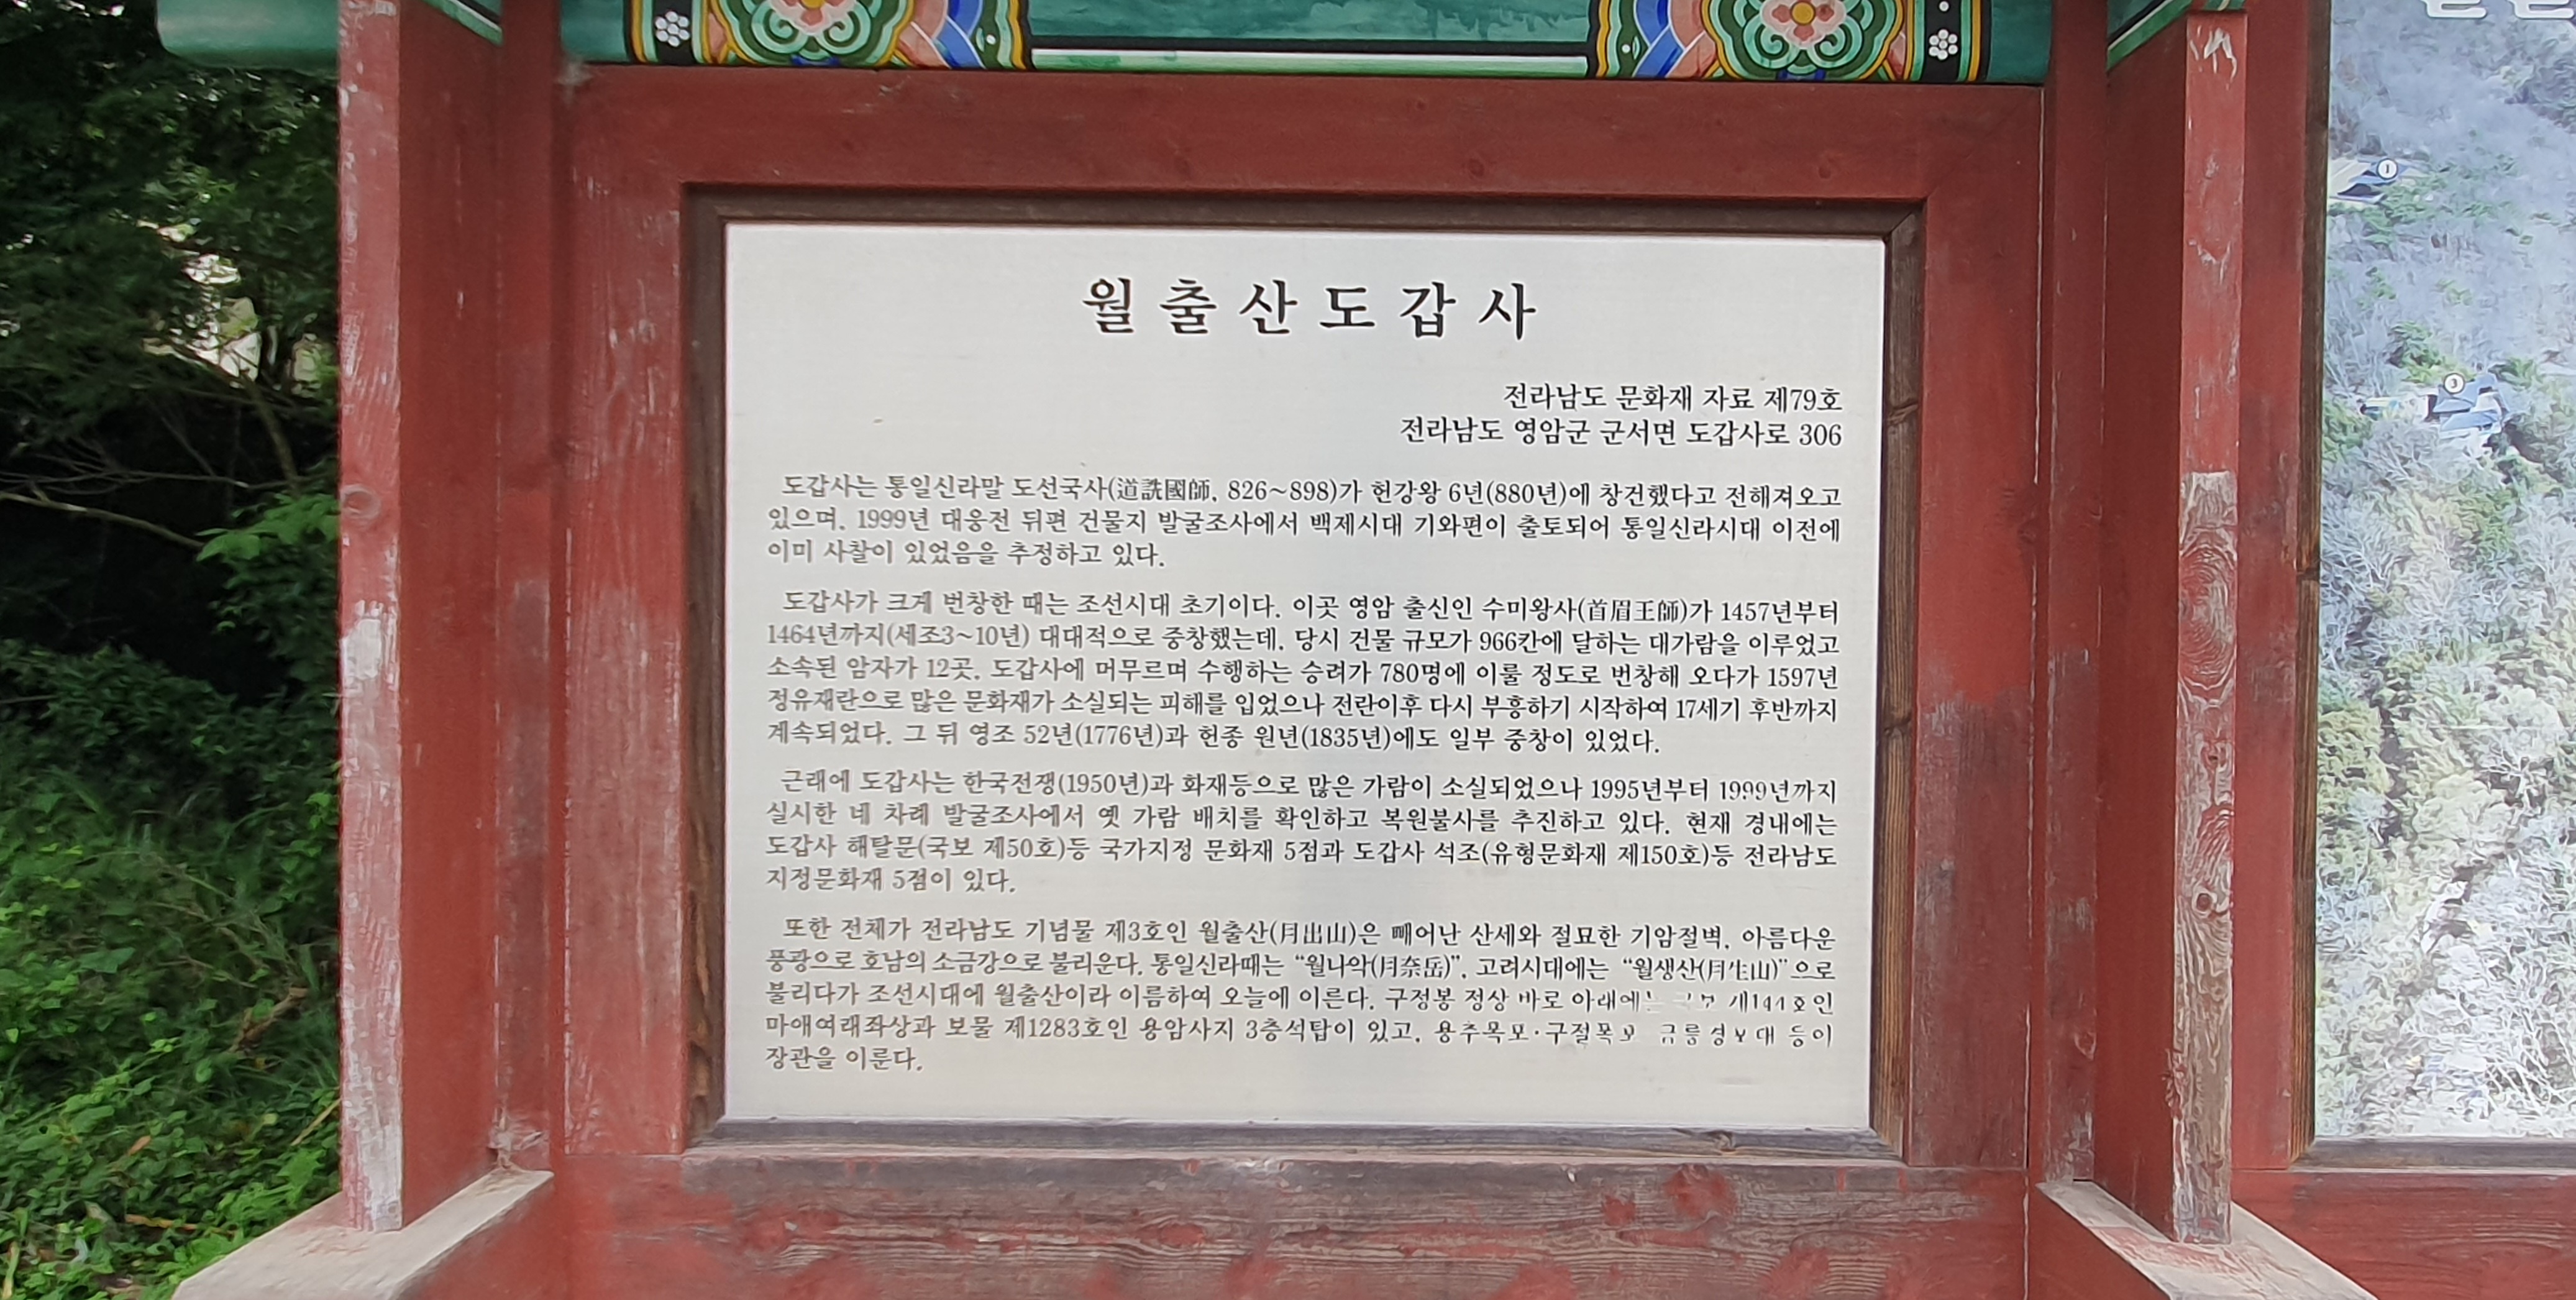 월출산도갑사
전라남도 문화재 자료 제79호
전라남도 영암군 군서면 도갑사로 306
도갑사는 통일신라말 도선국사(道詵國師, 826~898)가 헌강왕 6년(880년)에 창건했다고 전해져오고
있으며, 1999년 대웅전 뒤편 건물지 발굴조사에서 백제시대 기와편이 출토되어 통일신라시대 이전에
이미 사찰이 있었음을 추정하고 있다.
도갑사가 크게 번창한 때는 조선시대 초기이다. 이곳 영암 출신인 수미왕사(首眉王師)가 1457년부터
1464년까지(세조3~10년) 대대적으로 중창했는데, 당시 건물 규모가 966칸에 달하는 대가람을 이루었고
소속된 암자가 12곳, 도갑사에 머무르며 수행하는 승려가 780명에 이룰 정도로 번창해 오다가 1597년
정유재란으로 많은 문화재가 소실되는 피해를 입었으나 전란이후 다시 부흥하기 시작하여 17세기 후반까지
계속되었다. 그 뒤 영조 52년(1776년)과 헌종 원년(1835년)에도 일부 중창이 있었다.
근래에 도갑사는 한국전쟁(1950년)과 화재등으로 많은 가람이 소실되었으나 1995년부터 1999년까지
실시한 네 차례 발굴조사에서 옛 가람 배치를 확인하고 복원불사를 추진하고 있다. 현재 경내에는
도갑사 해탈문(국보 제50호)등 국가지정 문화재 5점과 도갑사 석조(유형문화재 제150호)등 전라남도
지정문화재 5점이 있다.
또한 전체가 전라남도 기념물 제3호인 월출산(月出山)은 빼어난 산세와 절묘한 기암절벽, 아름다운
풍광으로 호남의 소금강으로 불리운다. 통일신라때는 “월나악(月奈岳)”, 고려시대에는 “월생산(月生山)”으로
불리다가 조선시대에 월출산이라 이름하여 오늘에 이른다. 구정봉 정상 바로 아래에는 국보 제144호인
마애여래좌상과 보물 제1283호인 용암사지 3층석탑이 있고, 용추폭포·구절폭포 등이
장관을 이룬다.
1
3